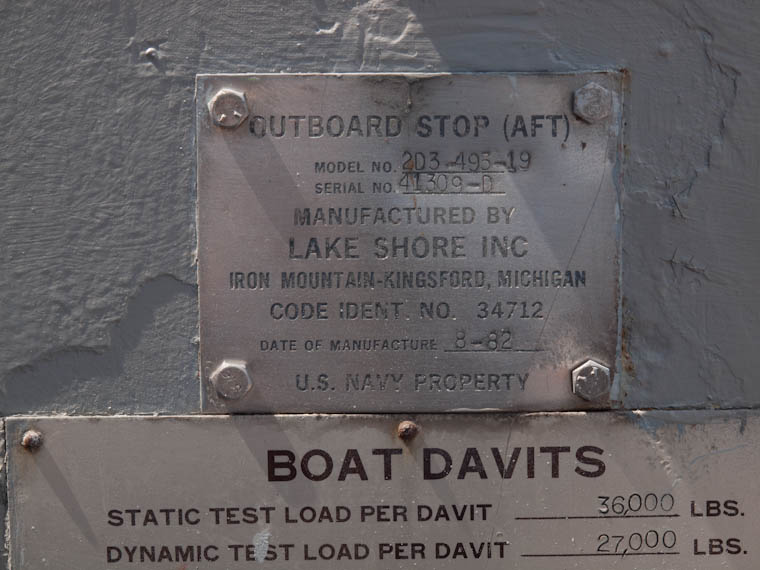 OUTBOARD STOP (AFT)
MODEL NO. 2D3-493-19
SERIAL NO. 41309-D
MANUFACTURED BY
LAKE SHORE INC
IRON MOUNTAIN-KINGSFORD, MICHIGAN
CODE IDENT. NO. 34712
DATE OF MANUFACTURE 8-82
U.S. NAVY PROPERTY
BOAT DAVITS
STATIC TEST LOAD PER DAVIT 36,000 LBS.
DYNAMIC TEST LOAD PER DAVIT 27,000 LBS.